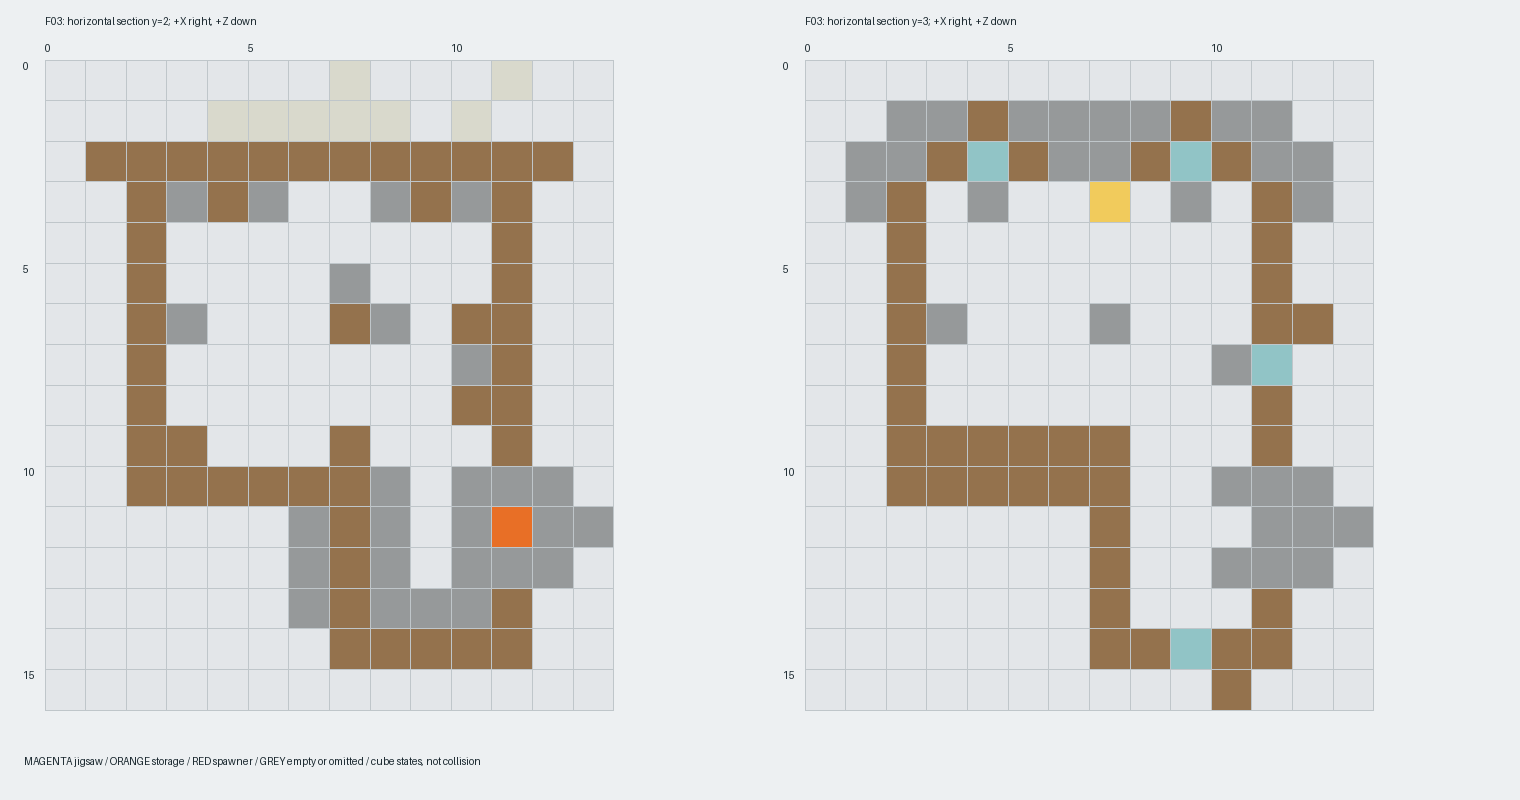 F03: horizontal section y=2; +X right, +Z down
F03: horizontal section y=3; +X right, +Z down
0 5 10
0 5 10
0 0
5 5
10 10
15 15
MAGENTA jigsaw / ORANGE storage / RED spawner / GREY empty or omitted / cube states, not collision